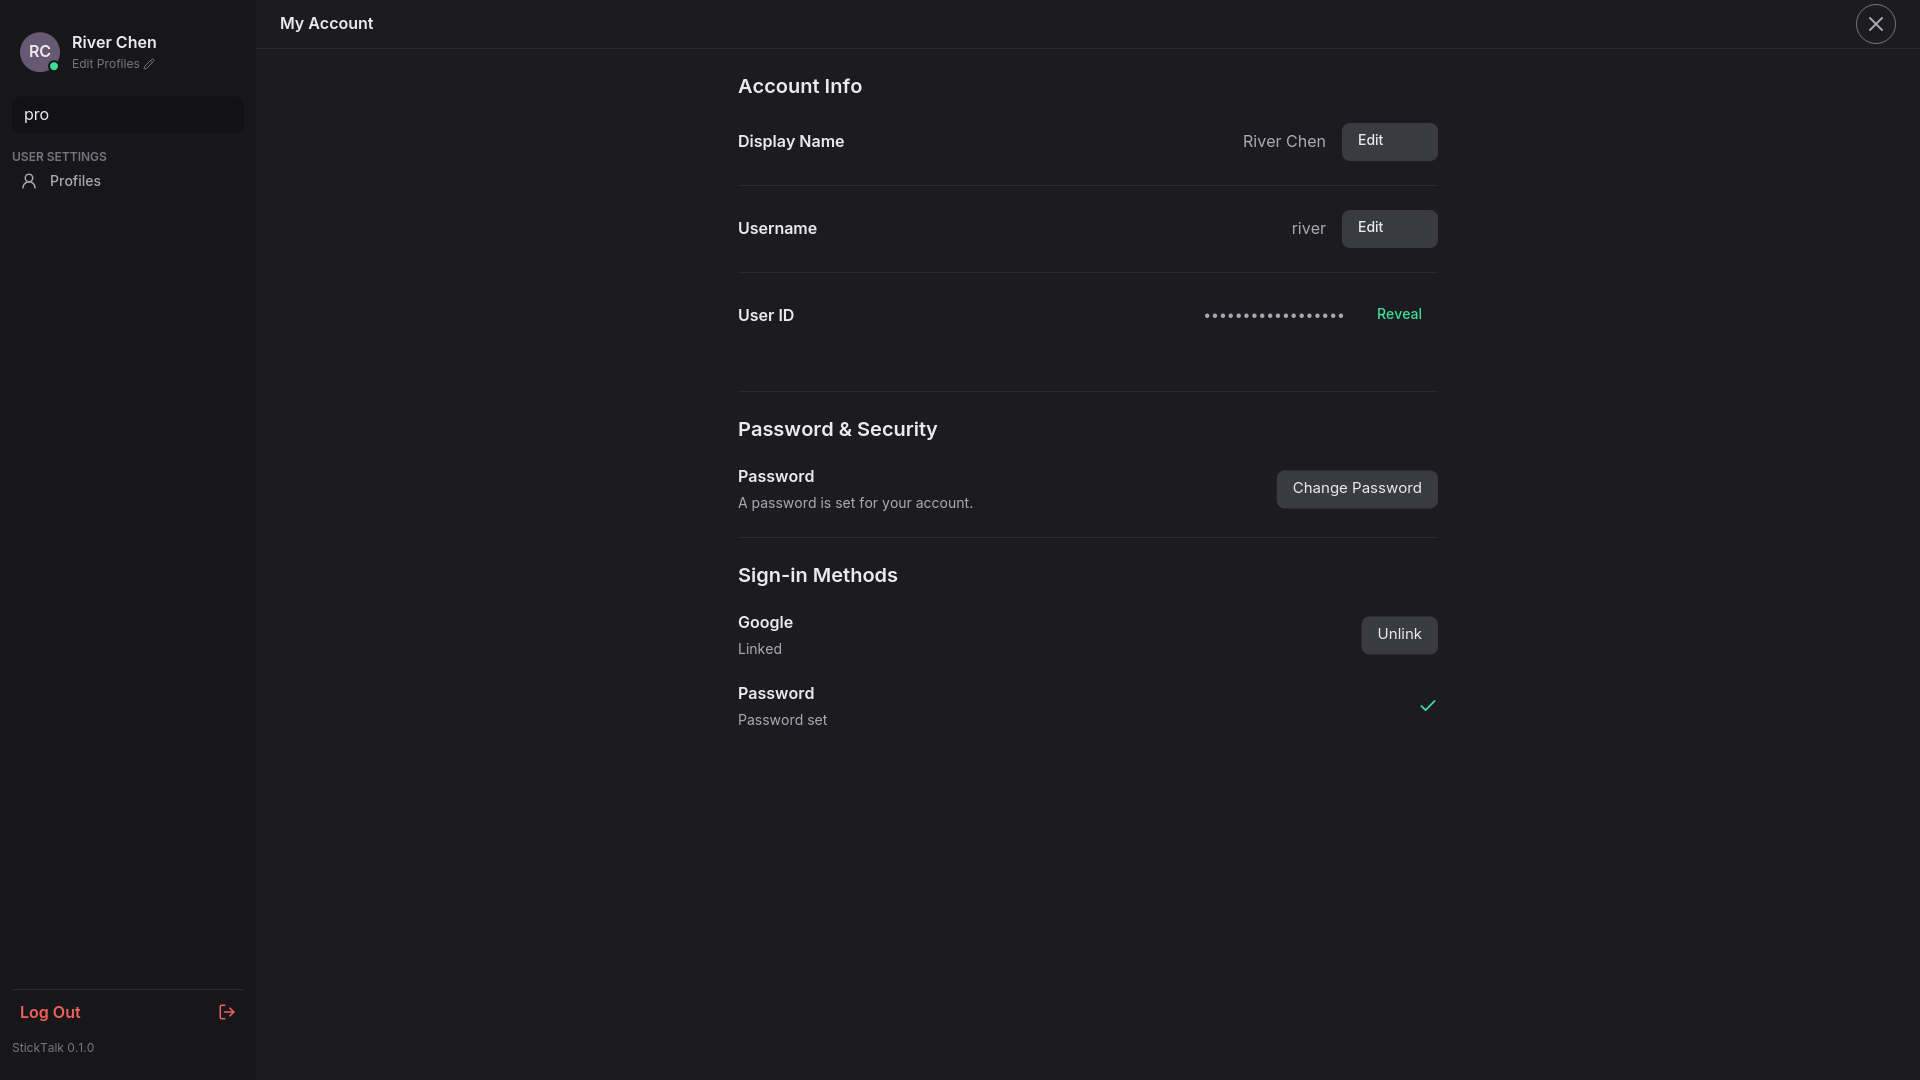 RC
River Chen
Edit Profiles
pro
USER SETTINGS
Profiles
Log Out
StickTalk 0.1.0
My Account
Account Info
Display Name
River Chen
Edit
Username
river
Edit
User ID
••••••••••••••••••
Reveal
Password & Security
Password
A password is set for your account.
Change Password
Sign-in Methods
Google
Linked
Unlink
Password
Password set